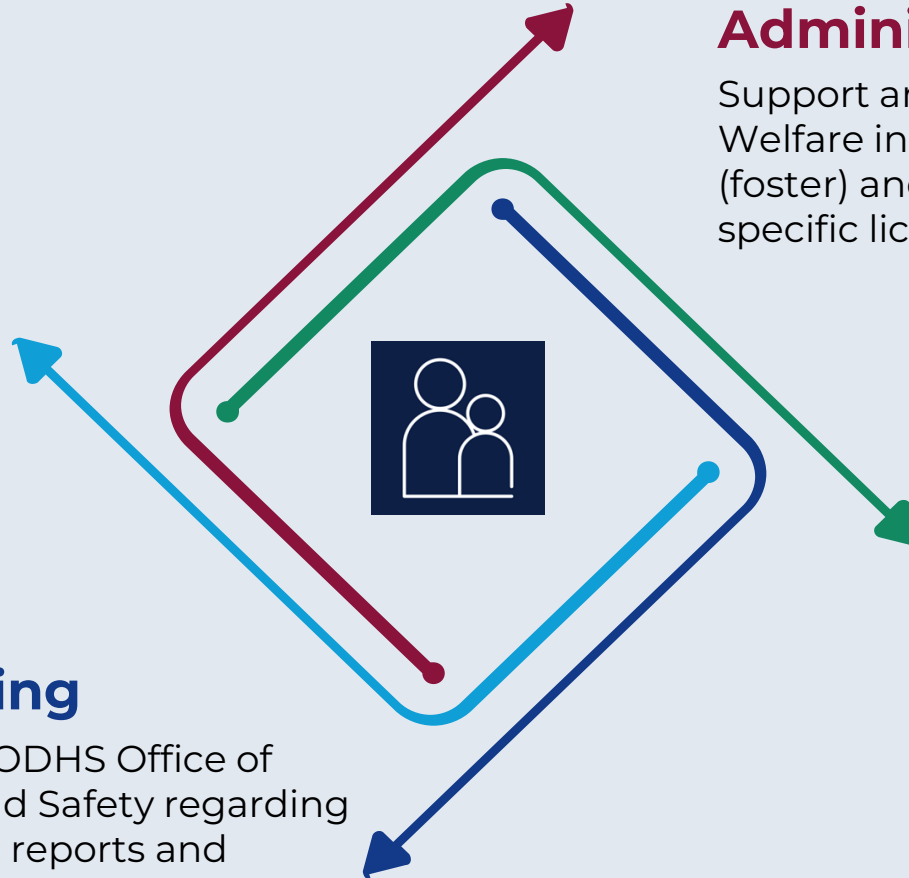 Admini
Support ar
Welfare in
(foster) and
specific lic
ing
ODHS Office of
d Safety regarding
reports and